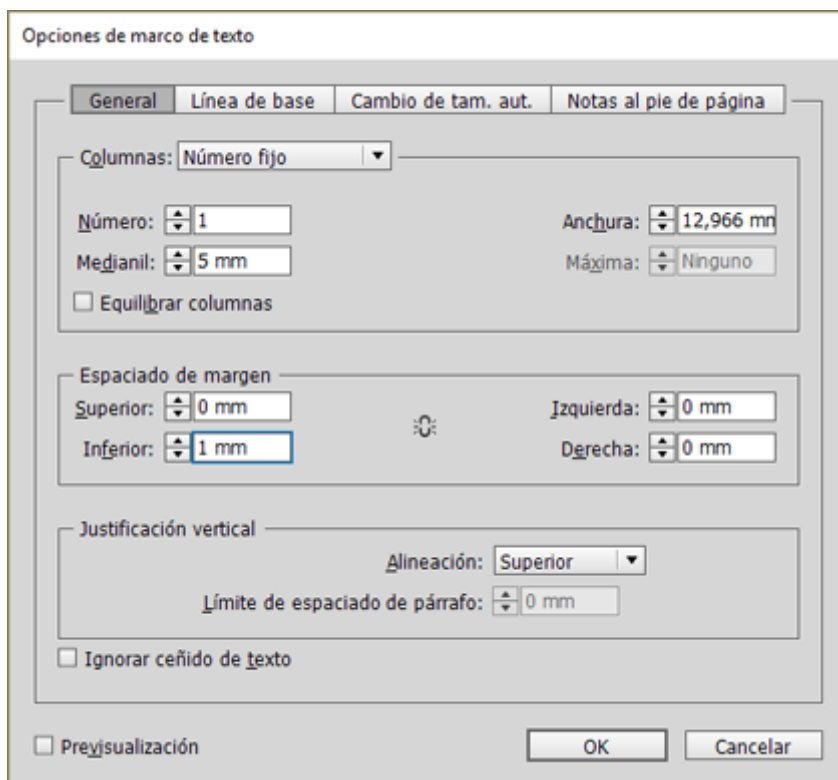 Opciones de marco de texto
General Línea de base Cambio de tam. aut. Notas al pie de página
Columnas: Número fijo
Número: 1 Anchura: 12,966 mm
Medianil: 5 mm Máxima: Ninguno
Equilibrar columnas
Espaciado de margen
Superior: 0 mm Izquierda: 0 mm
Inferior: 1 mm Derecha: 0 mm
Justificación vertical
Alineación: Superior
Límite de espaciado de párrafo: 0 mm
Ignorar ceñido de texto
Previsualización OK Cancelar